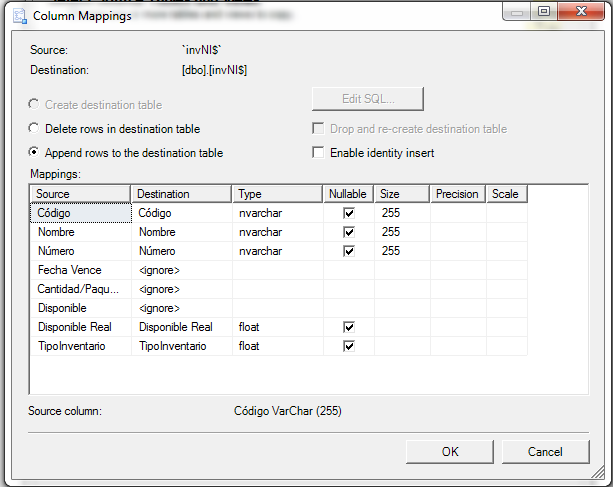 Column Mappings
Source: `invNI$`
Destination: [dbo].[invNI$]
Create destination table Edit SQL...
Delete rows in destination table Drop and re-create destination table
Append rows to the destination table Enable identity insert
Mappings:
Source Destination Type Nullable Size Precision Scale
Código Código nvarchar 255
Nombre Nombre nvarchar 255
Número Número nvarchar 255
Fecha Vence <ignore>
Cantidad/Paqu... <ignore>
Disponible <ignore>
Disponible Real Disponible Real float
TipoInventario TipoInventario float
Source column: Código VarChar (255)
OK Cancel